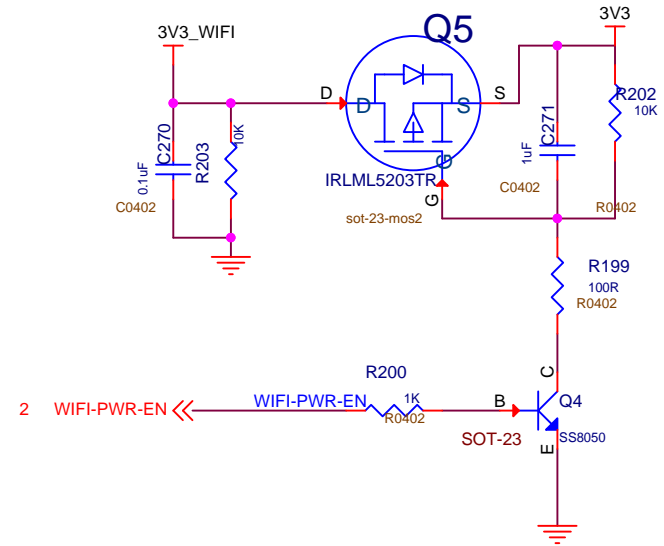 Q5
3V3_WIFI
3V3
D
D
S
S
G
G
C270
0.1uF
C0402
R203
10K
IRLML5203TR
sot-23-mos2
C271
1uF
C0402
R202
10K
R0402
R199
100R
R0402
R200
1K
R0402
2 WIFI-PWR-EN
WIFI-PWR-EN
B
C
E
Q4
SS8050
SOT-23